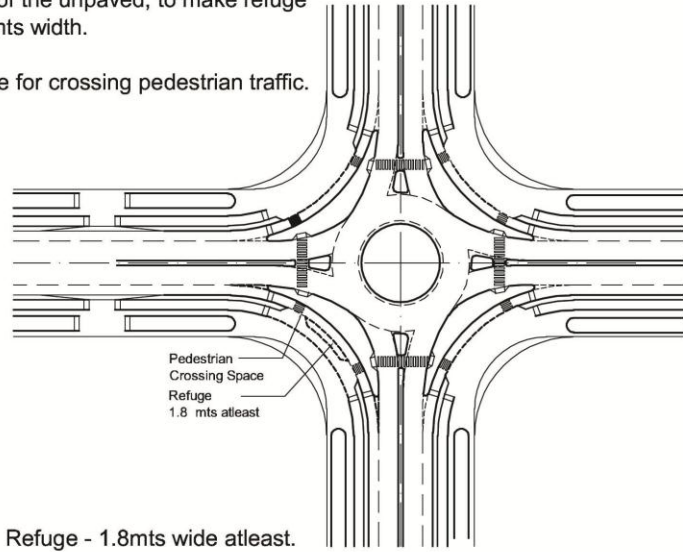 of the unpaved, to make refuge
nts width.
e for crossing pedestrian traffic.
Pedestrian
Crossing Space
Refuge
1.8 mts atleast
Refuge - 1.8mts wide atleast.